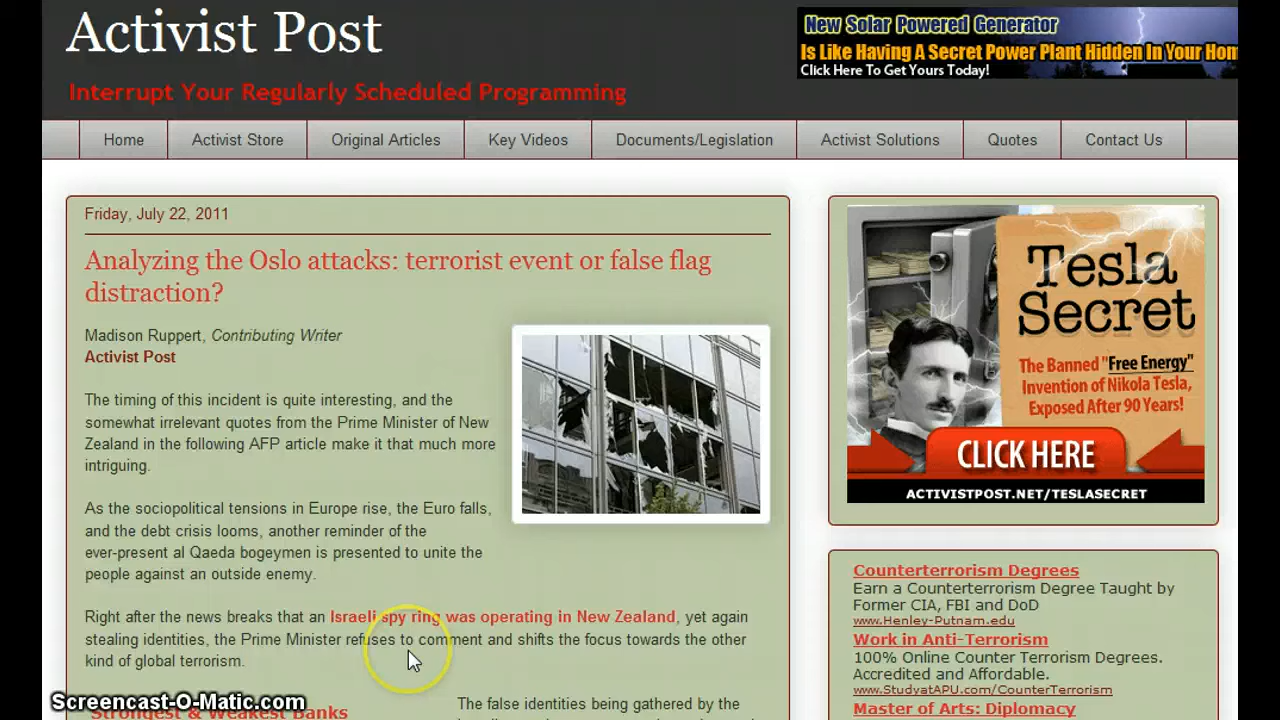 Activist Post
Interrupt Your Regularly Scheduled Programming
New Solar Powered Generator
Is Like Having A Secret Power Plant Hidden In Your Hom
Click Here To Get Yours Today!
Home Activist Store Original Articles Key Videos Documents/Legislation Activist Solutions Quotes Contact Us
Friday, July 22, 2011
Analyzing the Oslo attacks: terrorist event or false flag
distraction?
Madison Ruppert, Contributing Writer
Activist Post
The timing of this incident is quite interesting, and the
somewhat irrelevant quotes from the Prime Minister of New
Zealand in the following AFP article make it that much more
intriguing.
As the sociopolitical tensions in Europe rise, the Euro falls,
and the debt crisis looms, another reminder of the
ever-present al Qaeda bogeymen is presented to unite the
people against an outside enemy.
Right after the news breaks that an Israeli spy ring was operating in New Zealand, yet again
stealing identities, the Prime Minister refuses to comment and shifts the focus towards the other
kind of global terrorism.
Strongest & Weakest Banks
The false identities being gathered by the
Tesla
Secret
The Banned "Free Energy"
Invention of Nikola Tesla,
Exposed After 90 Years!
CLICK HERE
ACTIVISTPOST.NET/TESLASECRET
Counterterrorism Degrees
Earn a Counterterrorism Degree Taught by
Former CIA, FBI and DoD
www.Henley-Putnam.edu
Work in Anti-Terrorism
100% Online Counter Terrorism Degrees.
Accredited and Affordable.
www.StudyatAPU.com/CounterTerrorism
Master of Arts: Diplomacy
Screencast-O-Matic.com